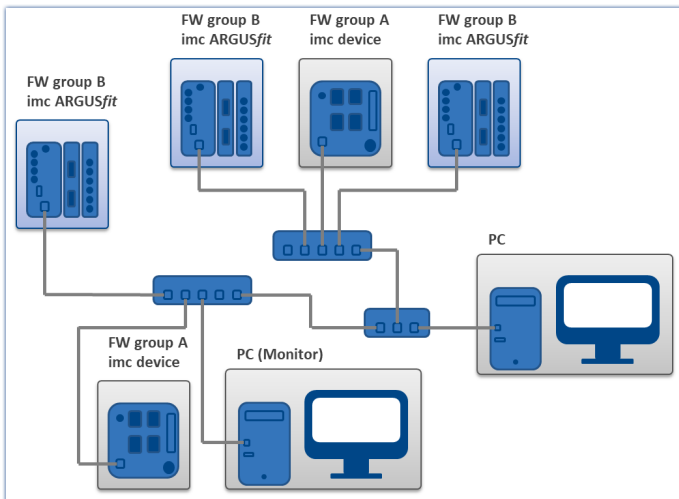 FW group B
imc ARGUSfit
FW group A
imc device
FW group B
imc ARGUSfit
FW group B
imc ARGUSfit
PC
FW group A
imc device
PC (Monitor)